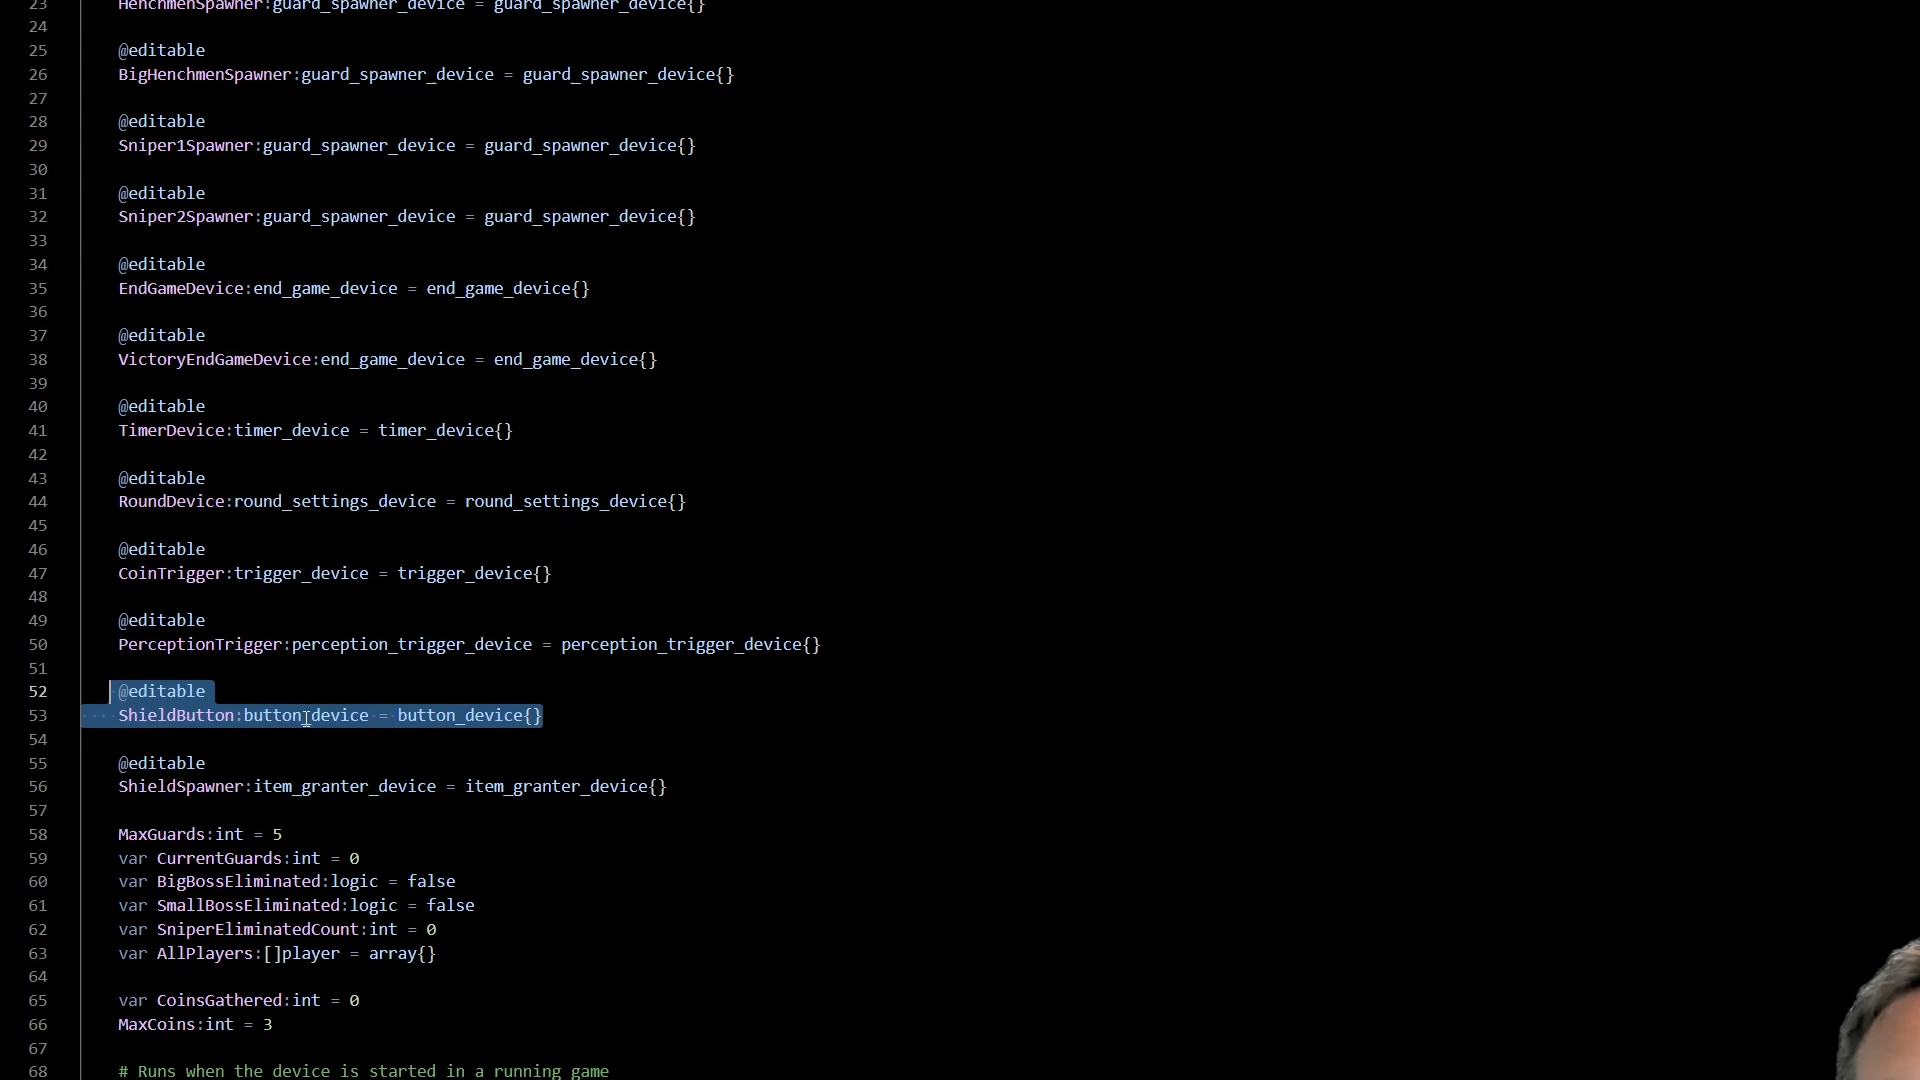 23 HenchmenSpawner:guard_spawner_device = guard_spawner_device{}
24
25 @editable
26 BigHenchmenSpawner:guard_spawner_device = guard_spawner_device{}
27
28 @editable
29 Sniper1Spawner:guard_spawner_device = guard_spawner_device{}
30
31 @editable
32 Sniper2Spawner:guard_spawner_device = guard_spawner_device{}
33
34 @editable
35 EndGameDevice:end_game_device = end_game_device{}
36
37 @editable
38 VictoryEndGameDevice:end_game_device = end_game_device{}
39
40 @editable
41 TimerDevice:timer_device = timer_device{}
42
43 @editable
44 RoundDevice:round_settings_device = round_settings_device{}
45
46 @editable
47 CoinTrigger:trigger_device = trigger_device{}
48
49 @editable
50 PerceptionTrigger:perception_trigger_device = perception_trigger_device{}
51
52 @editable
53 ShieldButton:button_device = button_device{}
54
55 @editable
56 ShieldSpawner:item_granter_device = item_granter_device{}
57
58 MaxGuards:int = 5
59 var CurrentGuards:int = 0
60 var BigBossEliminated:logic = false
61 var SmallBossEliminated:logic = false
62 var SniperEliminatedCount:int = 0
63 var AllPlayers:[]player = array{}
64
65 var CoinsGathered:int = 0
66 MaxCoins:int = 3
67
68 # Runs when the device is started in a running game